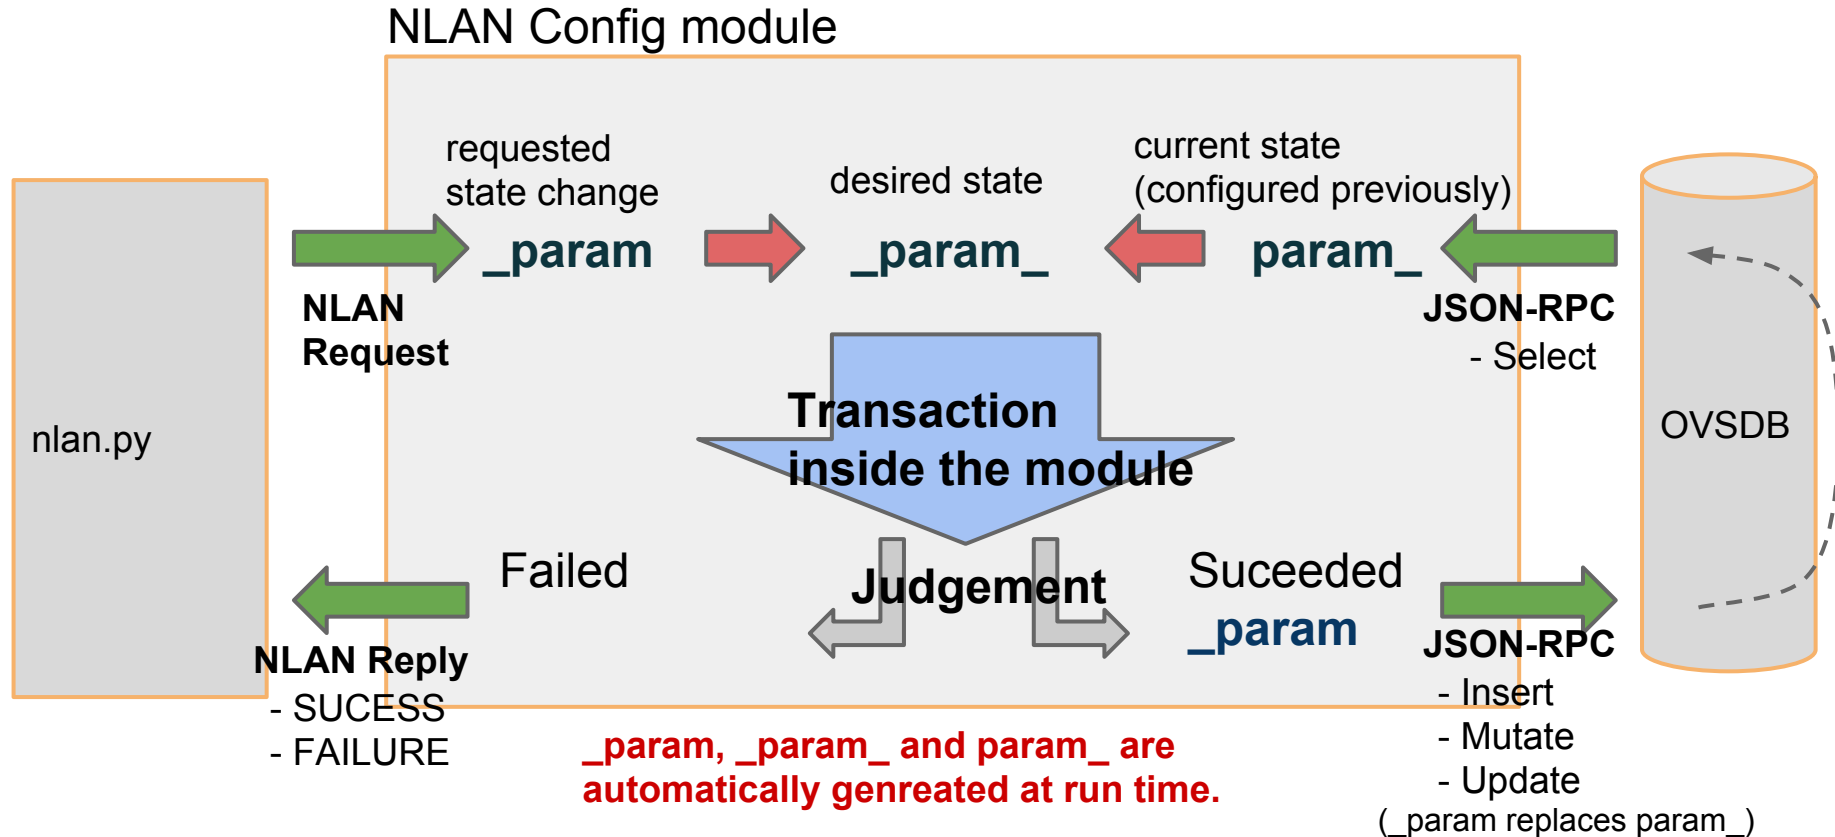 NLAN Config module
requested
state change
_param
desired state
_param_
current state
(configured previously)
param_
NLAN
Request
JSON-RPC
- Select
nlan.py
Transaction
inside the module
OVSDB
Failed
Judgement
Suceeded
_param
NLAN Reply
- SUCESS
- FAILURE
JSON-RPC
- Insert
- Mutate
- Update
(_param replaces param_)
_param, _param_ and param_ are
automatically genreated at run time.